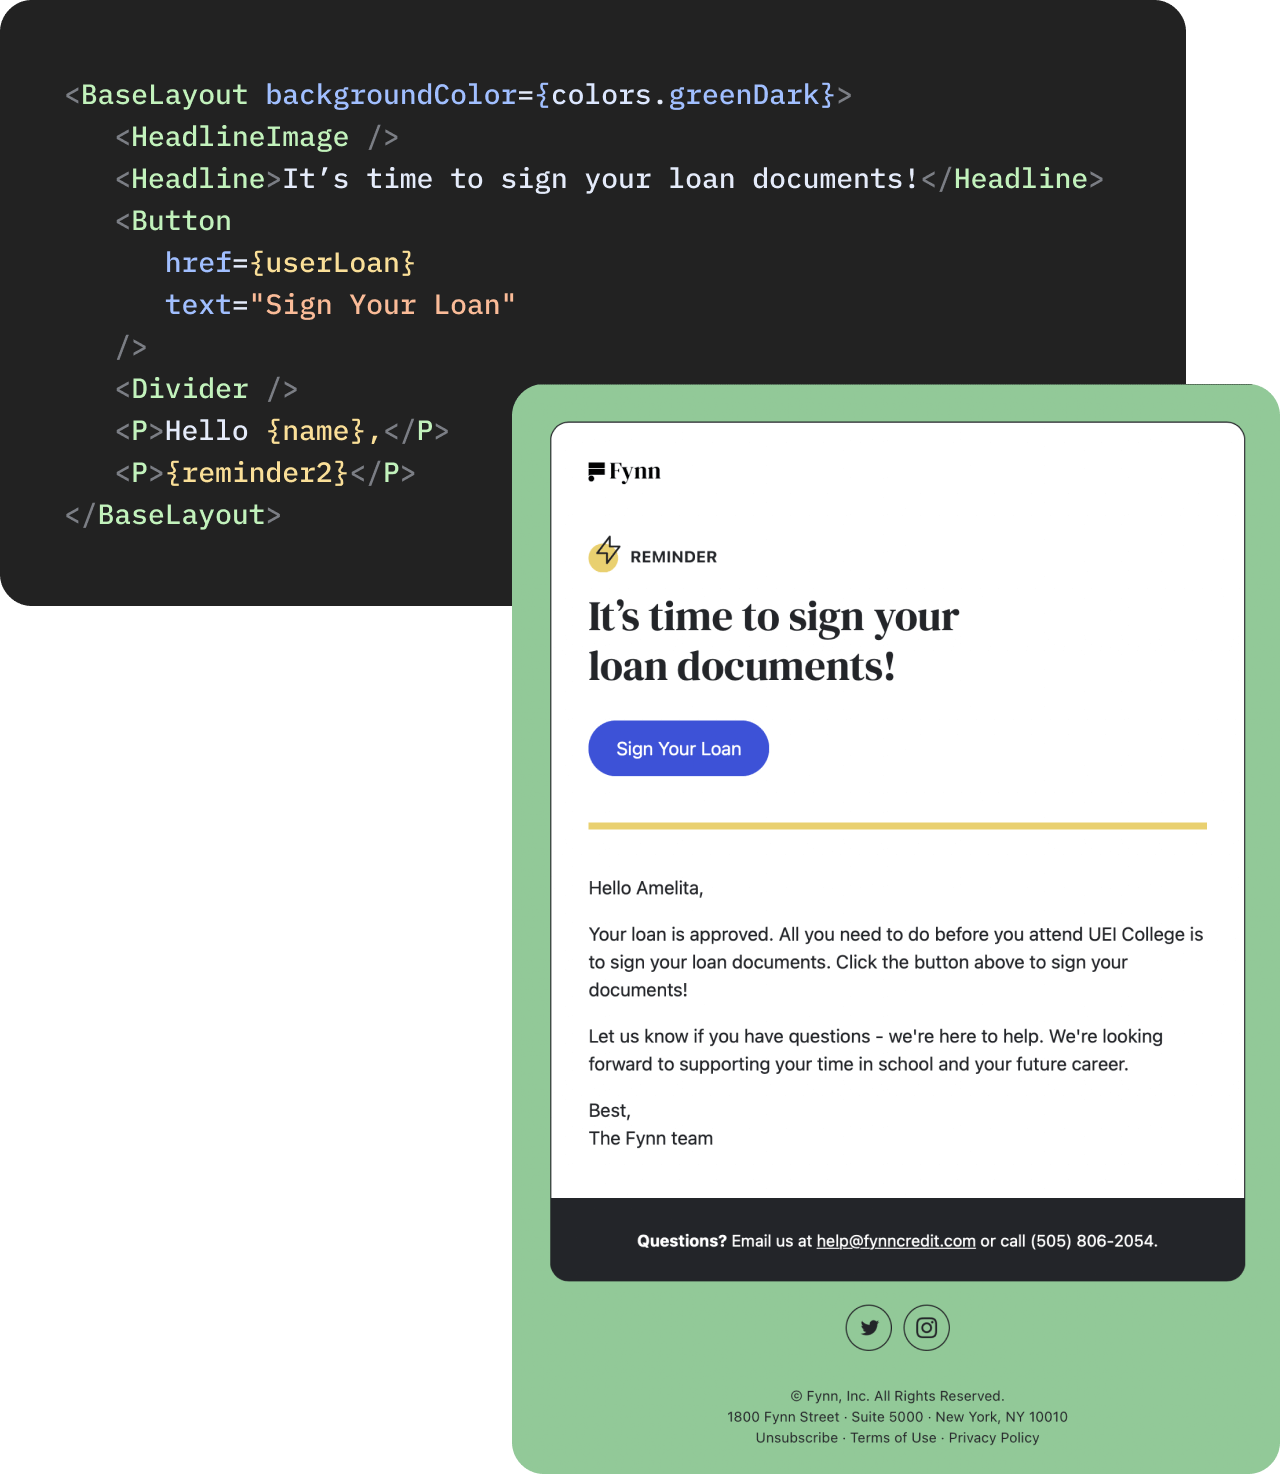 <BaseLayout backgroundColor={colors.greenDark}>
<HeadlineImage />
<Headline>It’s time to sign your loan documents!</Headline>
<Button
href={userLoan}
text="Sign Your Loan"
/>
<Divider />
<P>Hello {name},</P>
<P>{reminder2}</P>
</BaseLayout>
Fynn
REMINDER
It’s time to sign your
loan documents!
Sign Your Loan
Hello Amelita,
Your loan is approved. All you need to do before you attend UEI College is
to sign your loan documents. Click the button above to sign your
documents!
Let us know if you have questions - we're here to help. We're looking
forward to supporting your time in school and your future career.
Best,
The Fynn team
Questions? Email us at help@fynncredit.com or call (505) 806-2054.
© Fynn, Inc. All Rights Reserved.
1800 Fynn Street · Suite 5000 · New York, NY 10010
Unsubscribe · Terms of Use · Privacy Policy